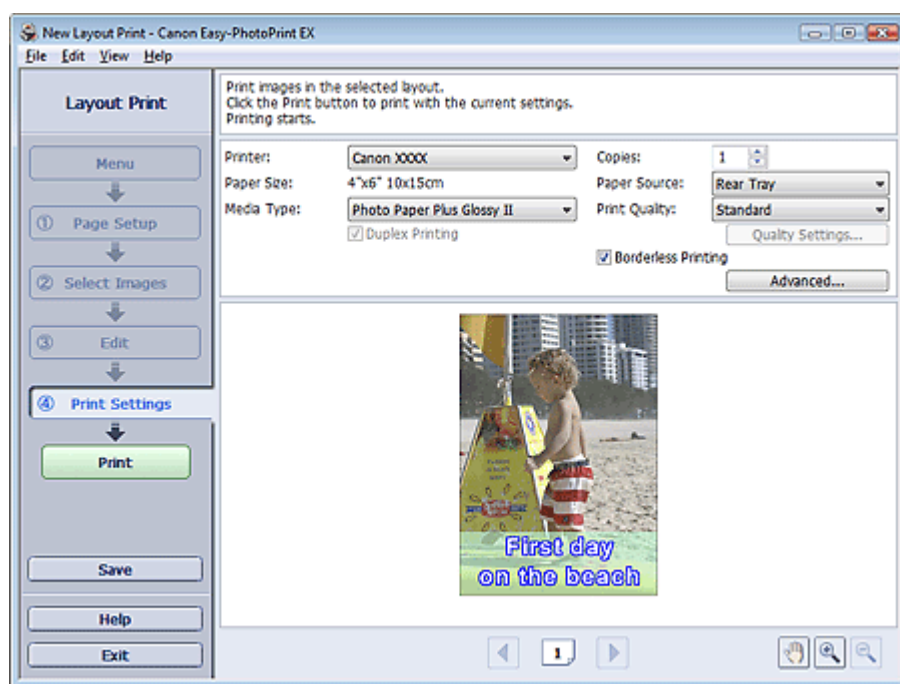 New Layout Print - Canon Easy-PhotoPrint EX
File Edit View Help
Layout Print
Menu
① Page Setup
② Select Images
③ Edit
④ Print Settings
Print
Save
Help
Exit
Print images in the selected layout.
Click the Print button to print with the current settings.
Printing starts.
Printer: Canon XXXX
Copies: 1
Paper Size: 4"x6" 10x15cm
Paper Source: Rear Tray
Media Type: Photo Paper Plus Glossy II
Print Quality: Standard
Duplex Printing
Quality Settings...
Borderless Printing
Advanced...
First day
on the beach
1